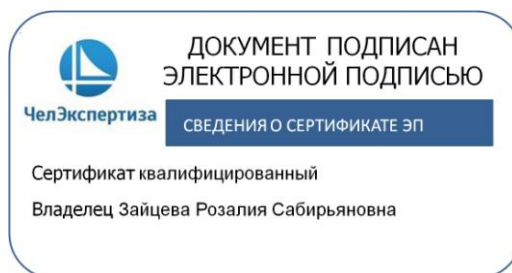 ДОКУМЕНТ ПОДПИСАН
ЭЛЕКТРОННОЙ ПОДПИСЬЮ
ЧелЭкспертиза
СВЕДЕНИЯ О СЕРТИФИКАТЕ ЭП
Сертификат квалифицированный
Владелец Зайцева Розалия Сабирьяновна